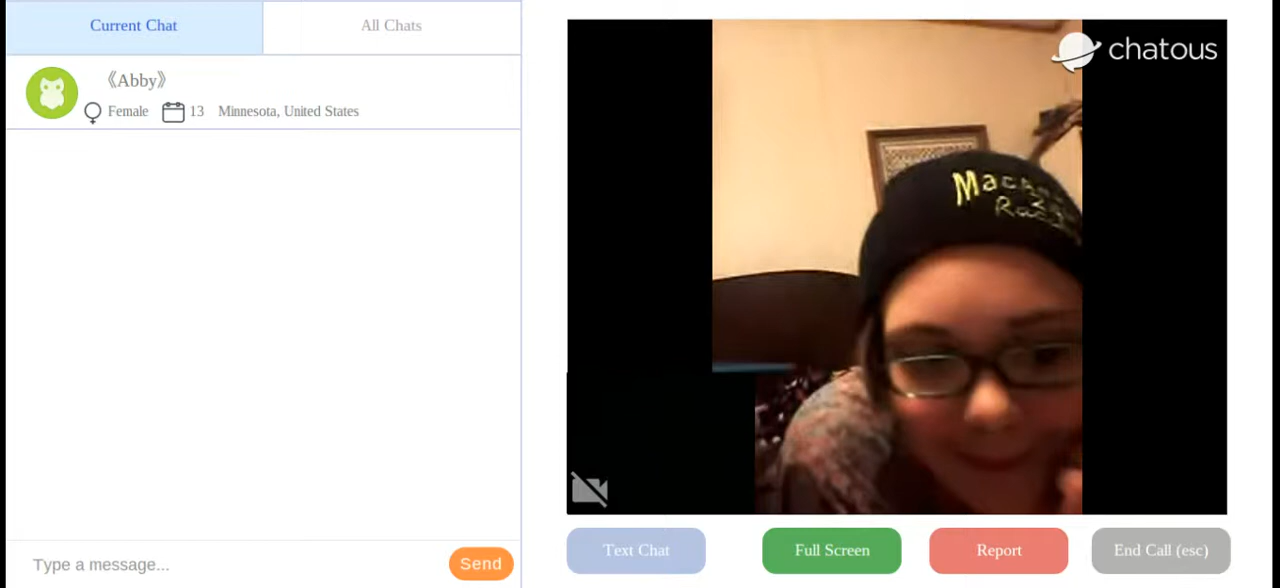 Current Chat
All Chats
《Abby》
Female 13 Minnesota, United States
chatous
Type a message...
Send
Text Chat
Full Screen
Report
End Call (esc)